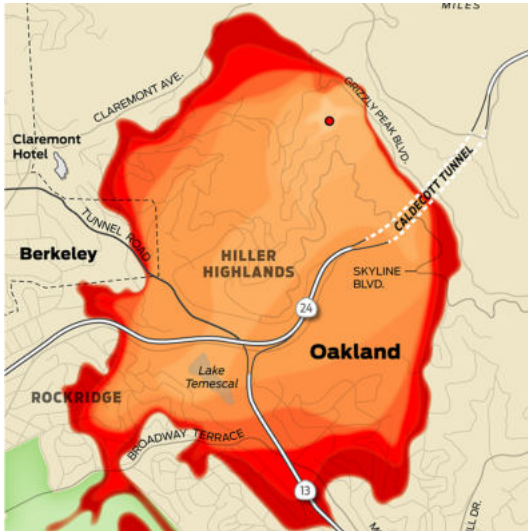 MILES
CLAREMONT AVE.
GRIZZLY PEAK BLVD.
Claremont
Hotel
CALDECOTT TUNNEL
TUNNEL ROAD
Berkeley
HILLER
HIGHLANDS
SKYLINE
BLVD.
24
Oakland
Lake
Temescal
ROCKRIDGE
BROADWAY TERRACE
13